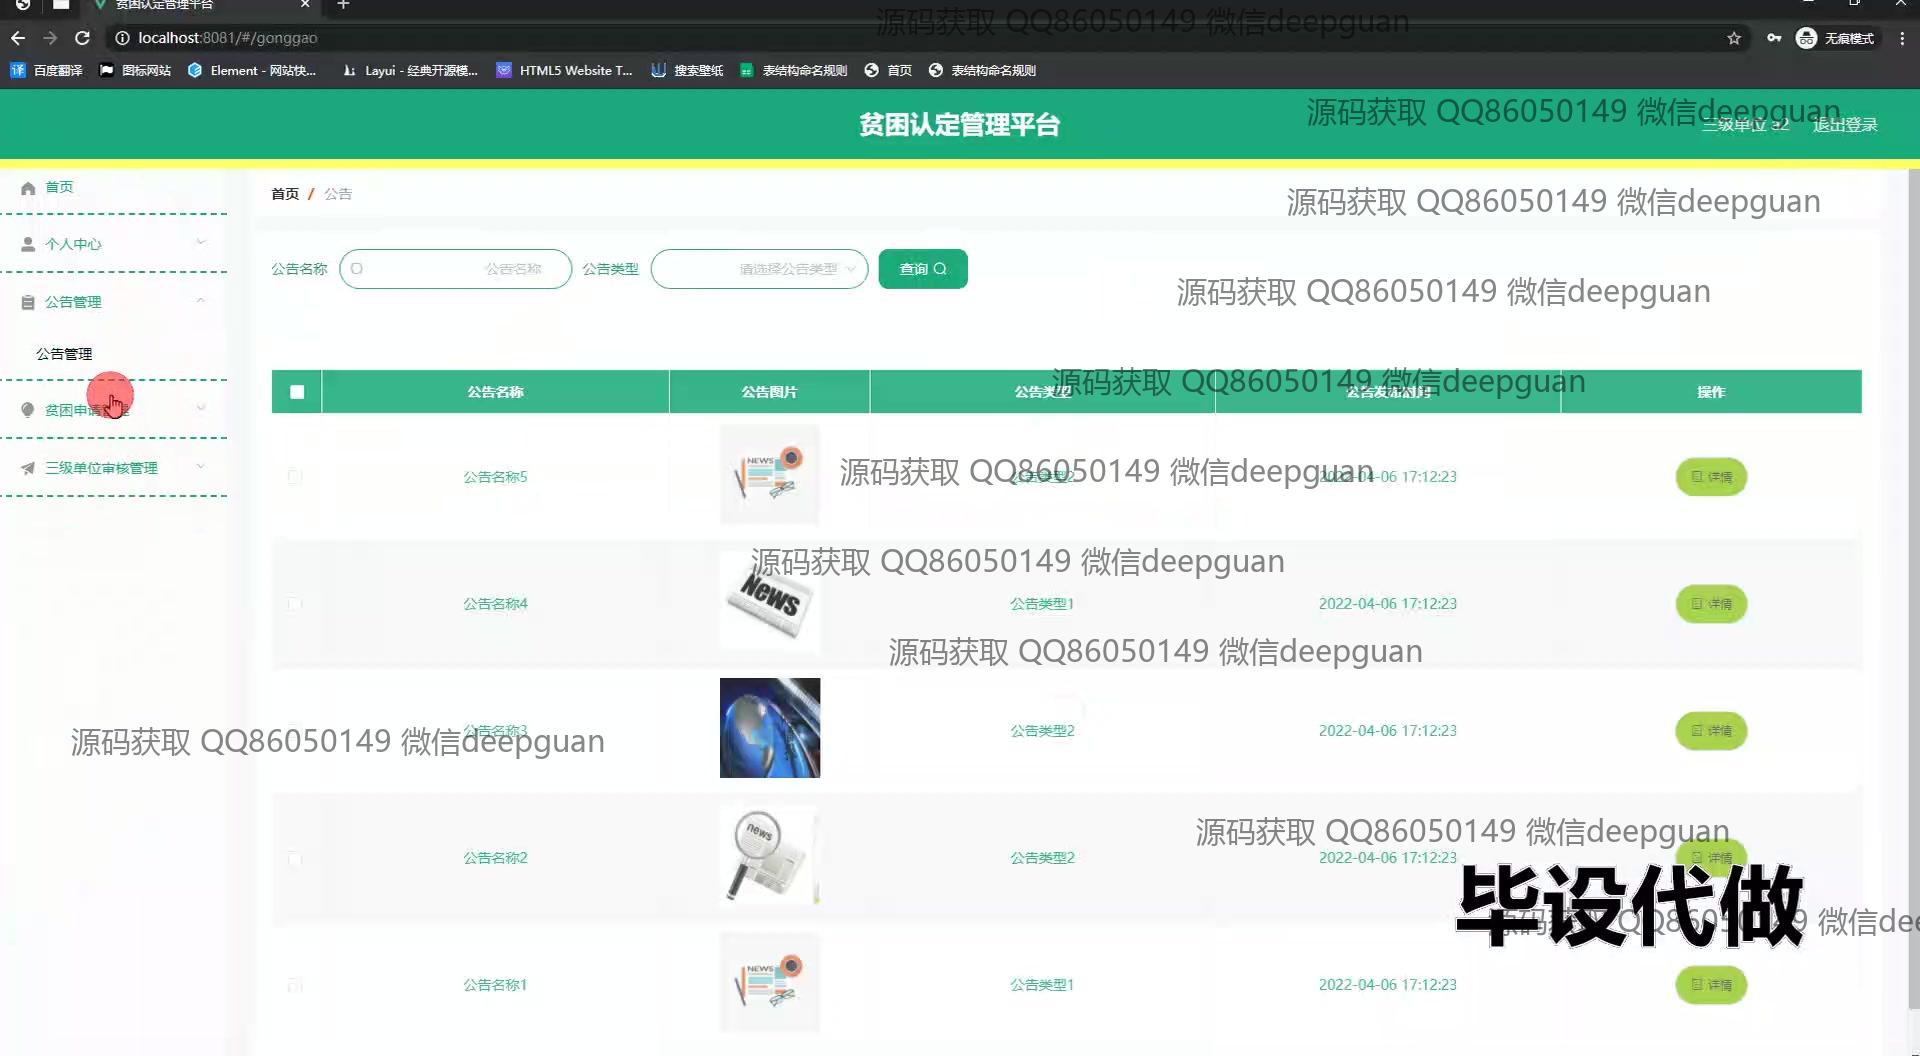 贫困认定管理平台
源码获取 QQ86050149 微信deepguan
localhost:8081/#/gonggao
无痕模式
百度翻译
图标网站
Element - 网站快...
Layui - 经典开源模...
HTML5 Website T...
搜索壁纸
表结构命名规则
首页
表结构命名规则
贫困认定管理平台
源码获取 QQ86050149 微信deepguan
三级单位 a2
退出登录
首页
首页 / 公告
源码获取 QQ86050149 微信deepguan
个人中心
公告名称
公告名称
公告类型
请选择公告类型
查询
公告管理
源码获取 QQ86050149 微信deepguan
公告管理
源码获取 QQ86050149 微信deepguan
公告名称
公告图片
公告类型
公告发布时间
操作
贫困申请管理
三级单位审核管理
公告名称5
NEWS
源码获取 QQ86050149 微信deepguan
公告类型2
2022-04-06 17:12:23
详情
源码获取 QQ86050149 微信deepguan
公告名称4
News
公告类型1
2022-04-06 17:12:23
详情
源码获取 QQ86050149 微信deepguan
公告名称3
公告类型2
2022-04-06 17:12:23
详情
源码获取 QQ86050149 微信deepguan
源码获取 QQ86050149 微信deepguan
公告名称2
news
公告类型2
2022-04-06 17:12:23
详情
毕设代做
源码获取 QQ86050149 微信dee
公告名称1
NEWS
公告类型1
2022-04-06 17:12:23
详情